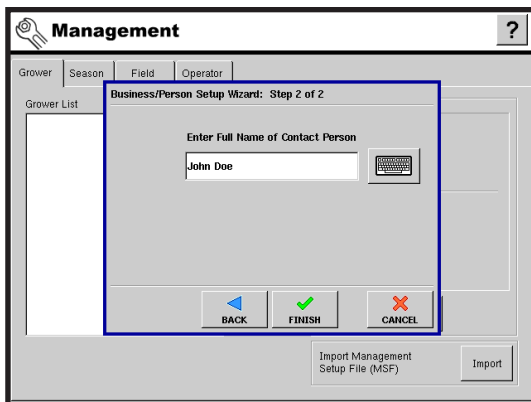 Management
?
Grower Season Field Operator
Grower List
Business/Person Setup Wizard: Step 2 of 2
Enter Full Name of Contact Person
John Doe
BACK FINISH CANCEL
Import Management
Setup File (MSF)
Import